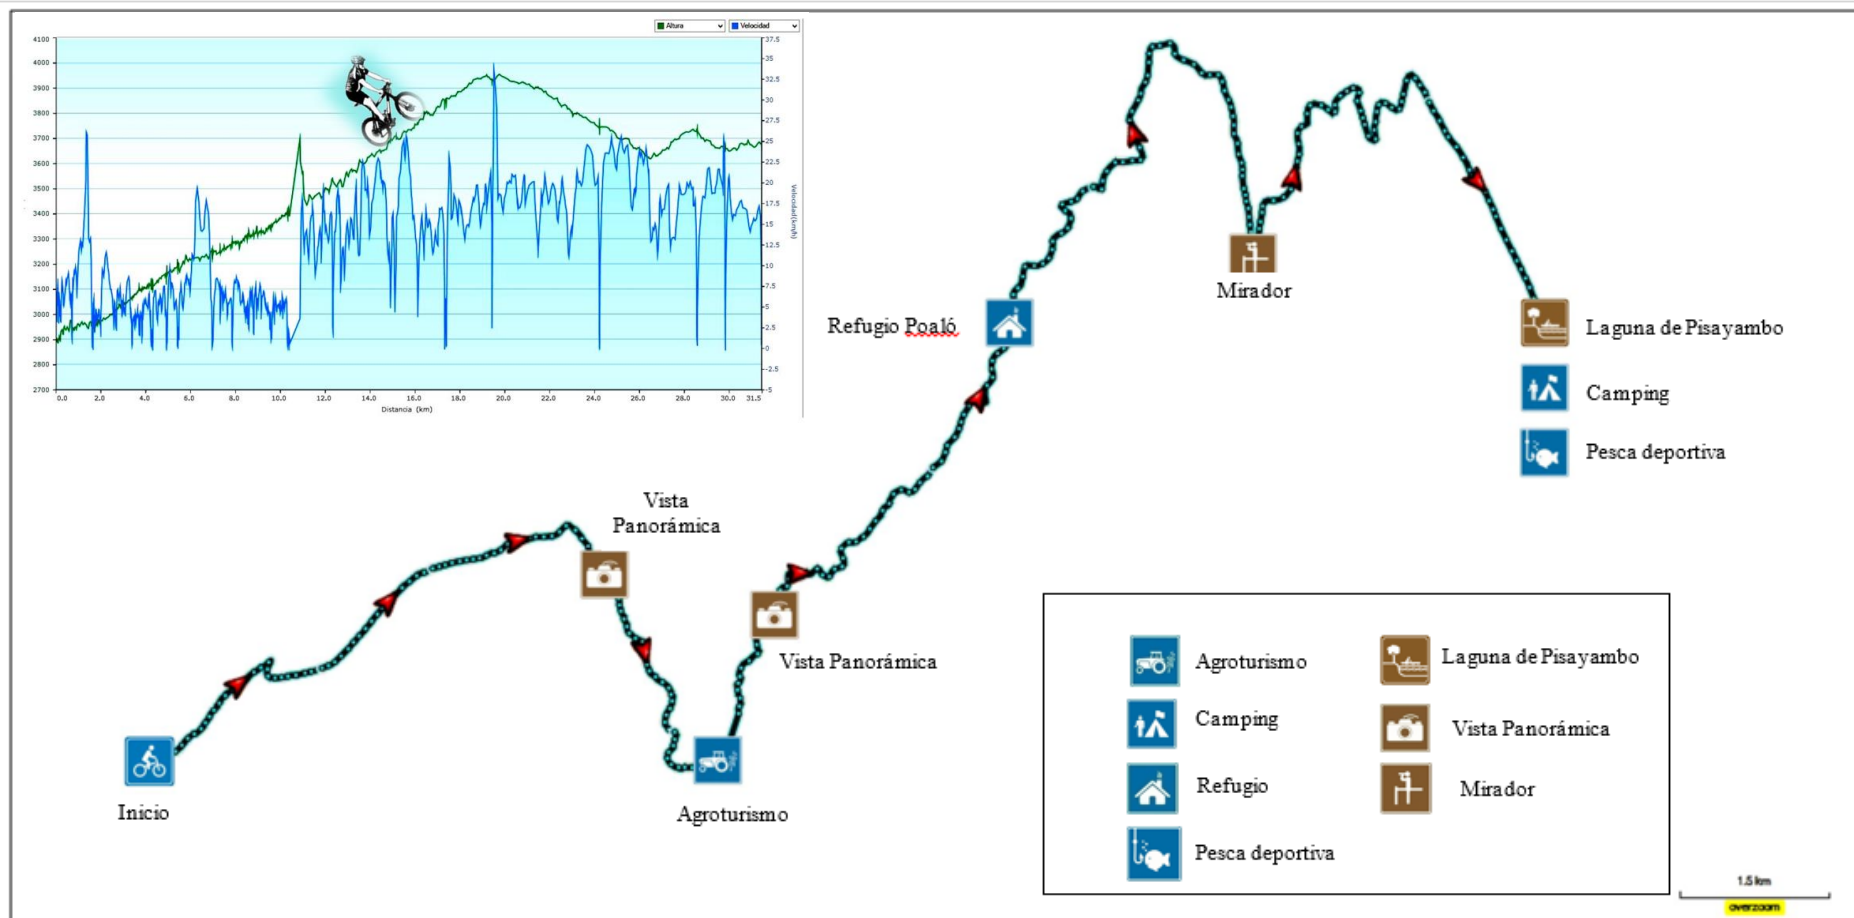 Altura
Velocidad
4100
4000
3900
3800
3700
3600
3500
3400
3300
3200
3100
3000
2900
2800
2700
37.5
35
32.5
30
27.5
25
22.5
20
17.5
15
12.5
10
7.5
5
2.5
0
-2.5
-5
Velocidad(km/h)
0.0 2.0 4.0 6.0 8.0 10.0 12.0 14.0 16.0 18.0 20.0 22.0 24.0 26.0 28.0 30.0 31.5
Distancia (km)
Mirador
Refugio Poaló
Laguna de Pisayambo
Camping
Pesca deportiva
Vista
Panorámica
Vista Panorámica
Inicio
Agroturismo
Agroturismo
Camping
Refugio
Pesca deportiva
Laguna de Pisayambo
Vista Panorámica
Mirador
1.5 km
overzoom